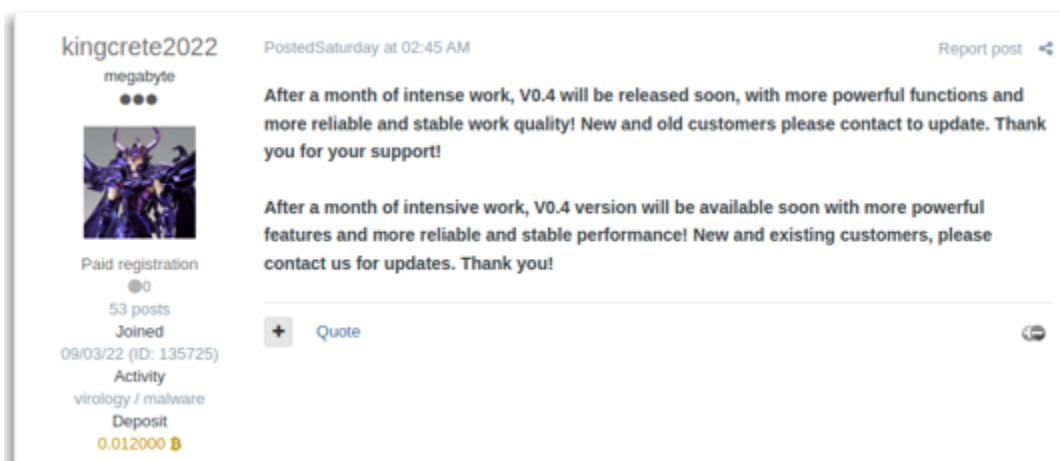 kingcrete2022
megabyte
Paid registration
0
53 posts
Joined
09/03/22 (ID: 135725)
Activity
virology / malware
Deposit
0.012000 ₿
PostedSaturday at 02:45 AM
Report post
After a month of intense work, V0.4 will be released soon, with more powerful functions and
more reliable and stable work quality! New and old customers please contact to update. Thank
you for your support!
After a month of intensive work, V0.4 version will be available soon with more powerful
features and more reliable and stable performance! New and existing customers, please
contact us for updates. Thank you!
+ Quote